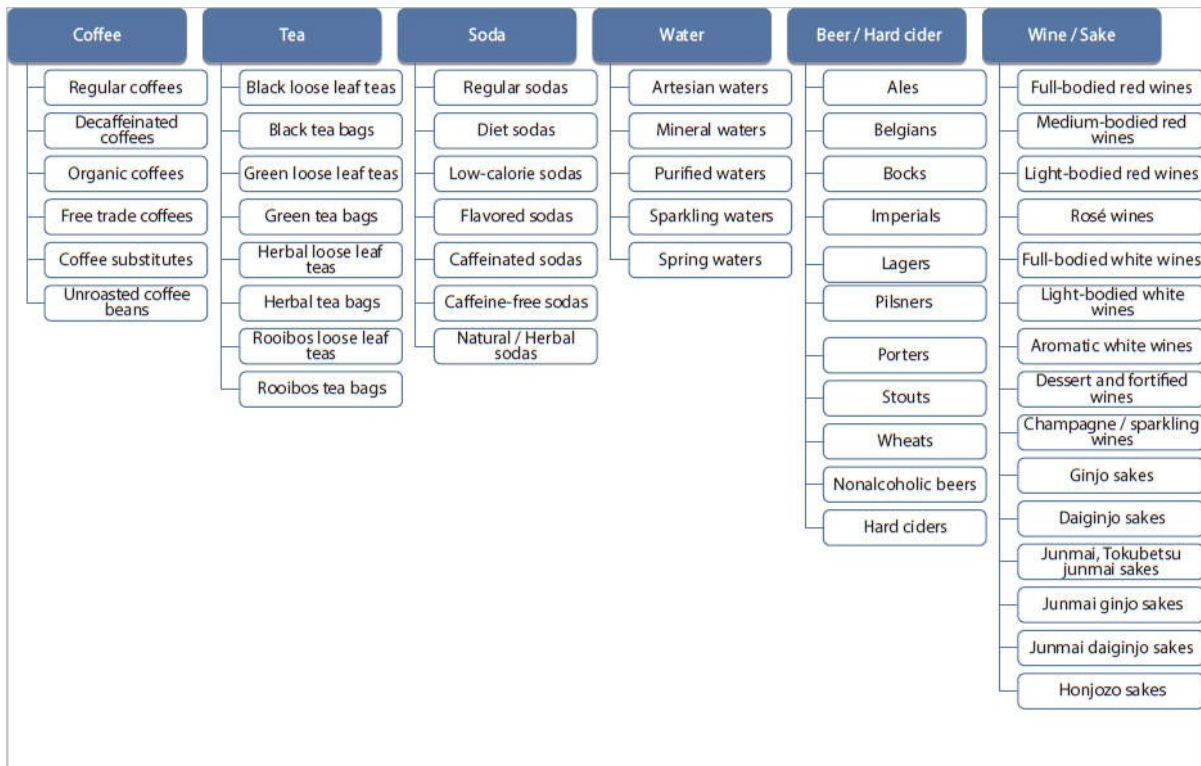 Coffee
Regular coffees
Decaffeinated
coffees
Organic coffees
Free trade coffees
Coffee substitutes
Unroasted coffee
beans
Tea
Black loose leaf teas
Black tea bags
Green loose leaf teas
Green tea bags
Herbal loose leaf
teas
Herbal tea bags
Rooibos loose leaf
teas
Rooibos tea bags
Soda
Regular sodas
Diet sodas
Low-calorie sodas
Flavored sodas
Caffeinated sodas
Caffeine-free sodas
Natural / Herbal
sodas
Water
Artesian waters
Mineral waters
Purified waters
Sparkling waters
Spring waters
Beer / Hard cider
Ales
Belgians
Bocks
Imperials
Lagers
Pilsners
Porters
Stouts
Wheats
Nonalcoholic beers
Hard ciders
Wine / Sake
Full-bodied red wines
Medium-bodied red
wines
Light-bodied red wines
Rosé wines
Full-bodied white wines
Light-bodied white
wines
Aromatic white wines
Dessert and fortified
wines
Champagne / sparkling
wines
Ginjo sakes
Daiginjo sakes
Junmai, Tokubetsu
junmai sakes
Junmai ginjo sakes
Junmai daiginjo sakes
Honjozo sakes